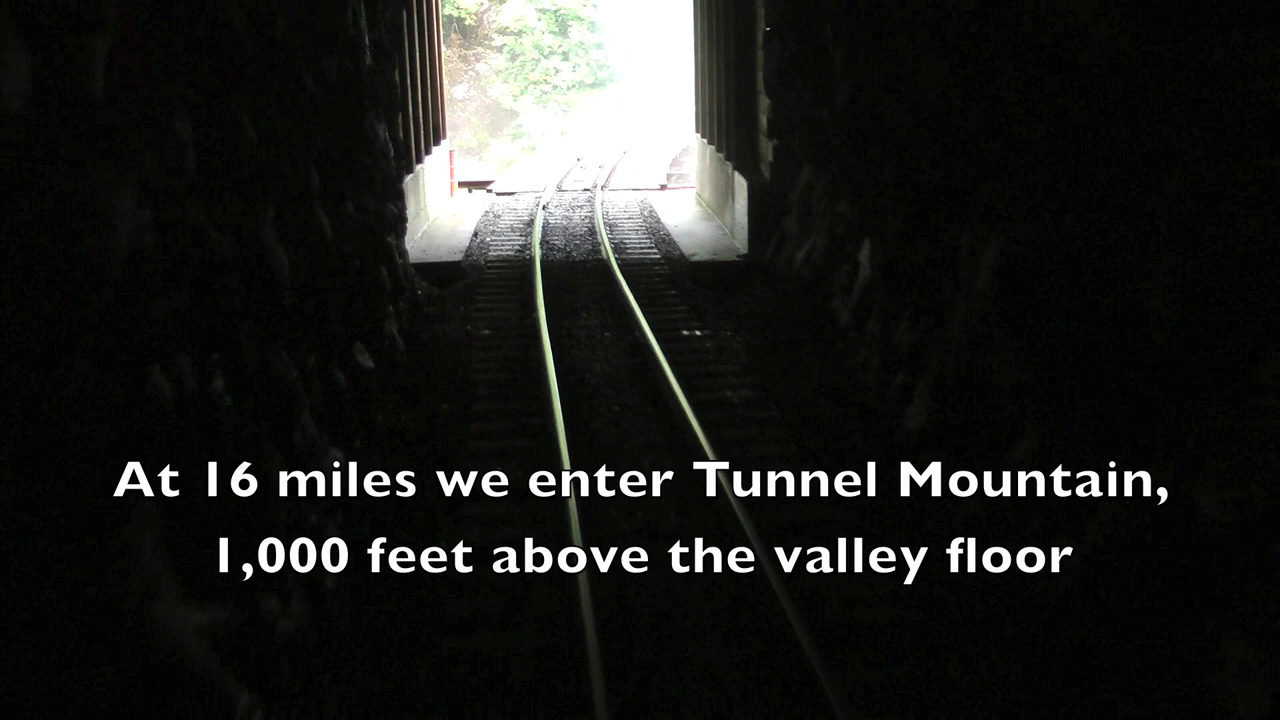 At 16 miles we enter Tunnel Mountain,
1,000 feet above the valley floor